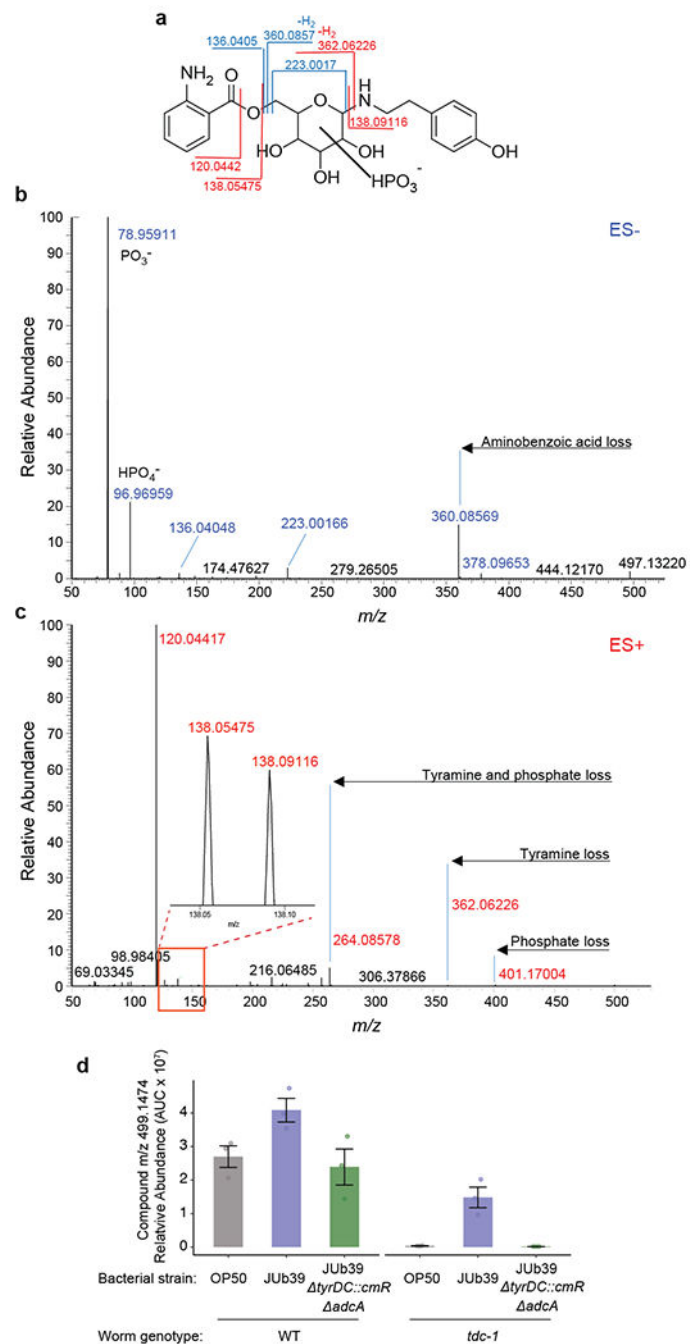 a
-H2
136.0405
360.0857
-H2
362.06226
223.0017
NH2
O
O
O
H
N
138.09116
HO
HO
OH
OH
OH
HPO3-
120.0442
138.05475
b
100
90
80
70
60
50
40
30
20
10
0
Relative Abundance
78.95911
PO3-
ES-
HPO4-
96.96959
136.04048
223.00166
Aminobenzoic acid loss
360.08569
174.47627
279.26505
378.09653
444.12170
497.13220
50 100 150 200 250 300 350 400 450 500
m/z
c
100
90
80
70
60
50
40
30
20
10
0
Relative Abundance
120.04417
ES+
138.05475
138.09116
Tyramine and phosphate loss
Tyramine loss
362.06226
138.05 138.10
m/z
264.08578
Phosphate loss
98.98405
69.03345
216.06485
306.37866
401.17004
50 100 150 200 250 300 350 400 450 500
m/z
d
Compound m/z 499.1474
Relatvive Abundance (AUC x 10⁷)
4
3
2
1
0
Bacterial strain:
OP50 JUb39 JUb39 ΔtyrDC::cmR ΔadcA
OP50 JUb39 JUb39 ΔtyrDC::cmR ΔadcA
Worm genotype: WT tdc-1